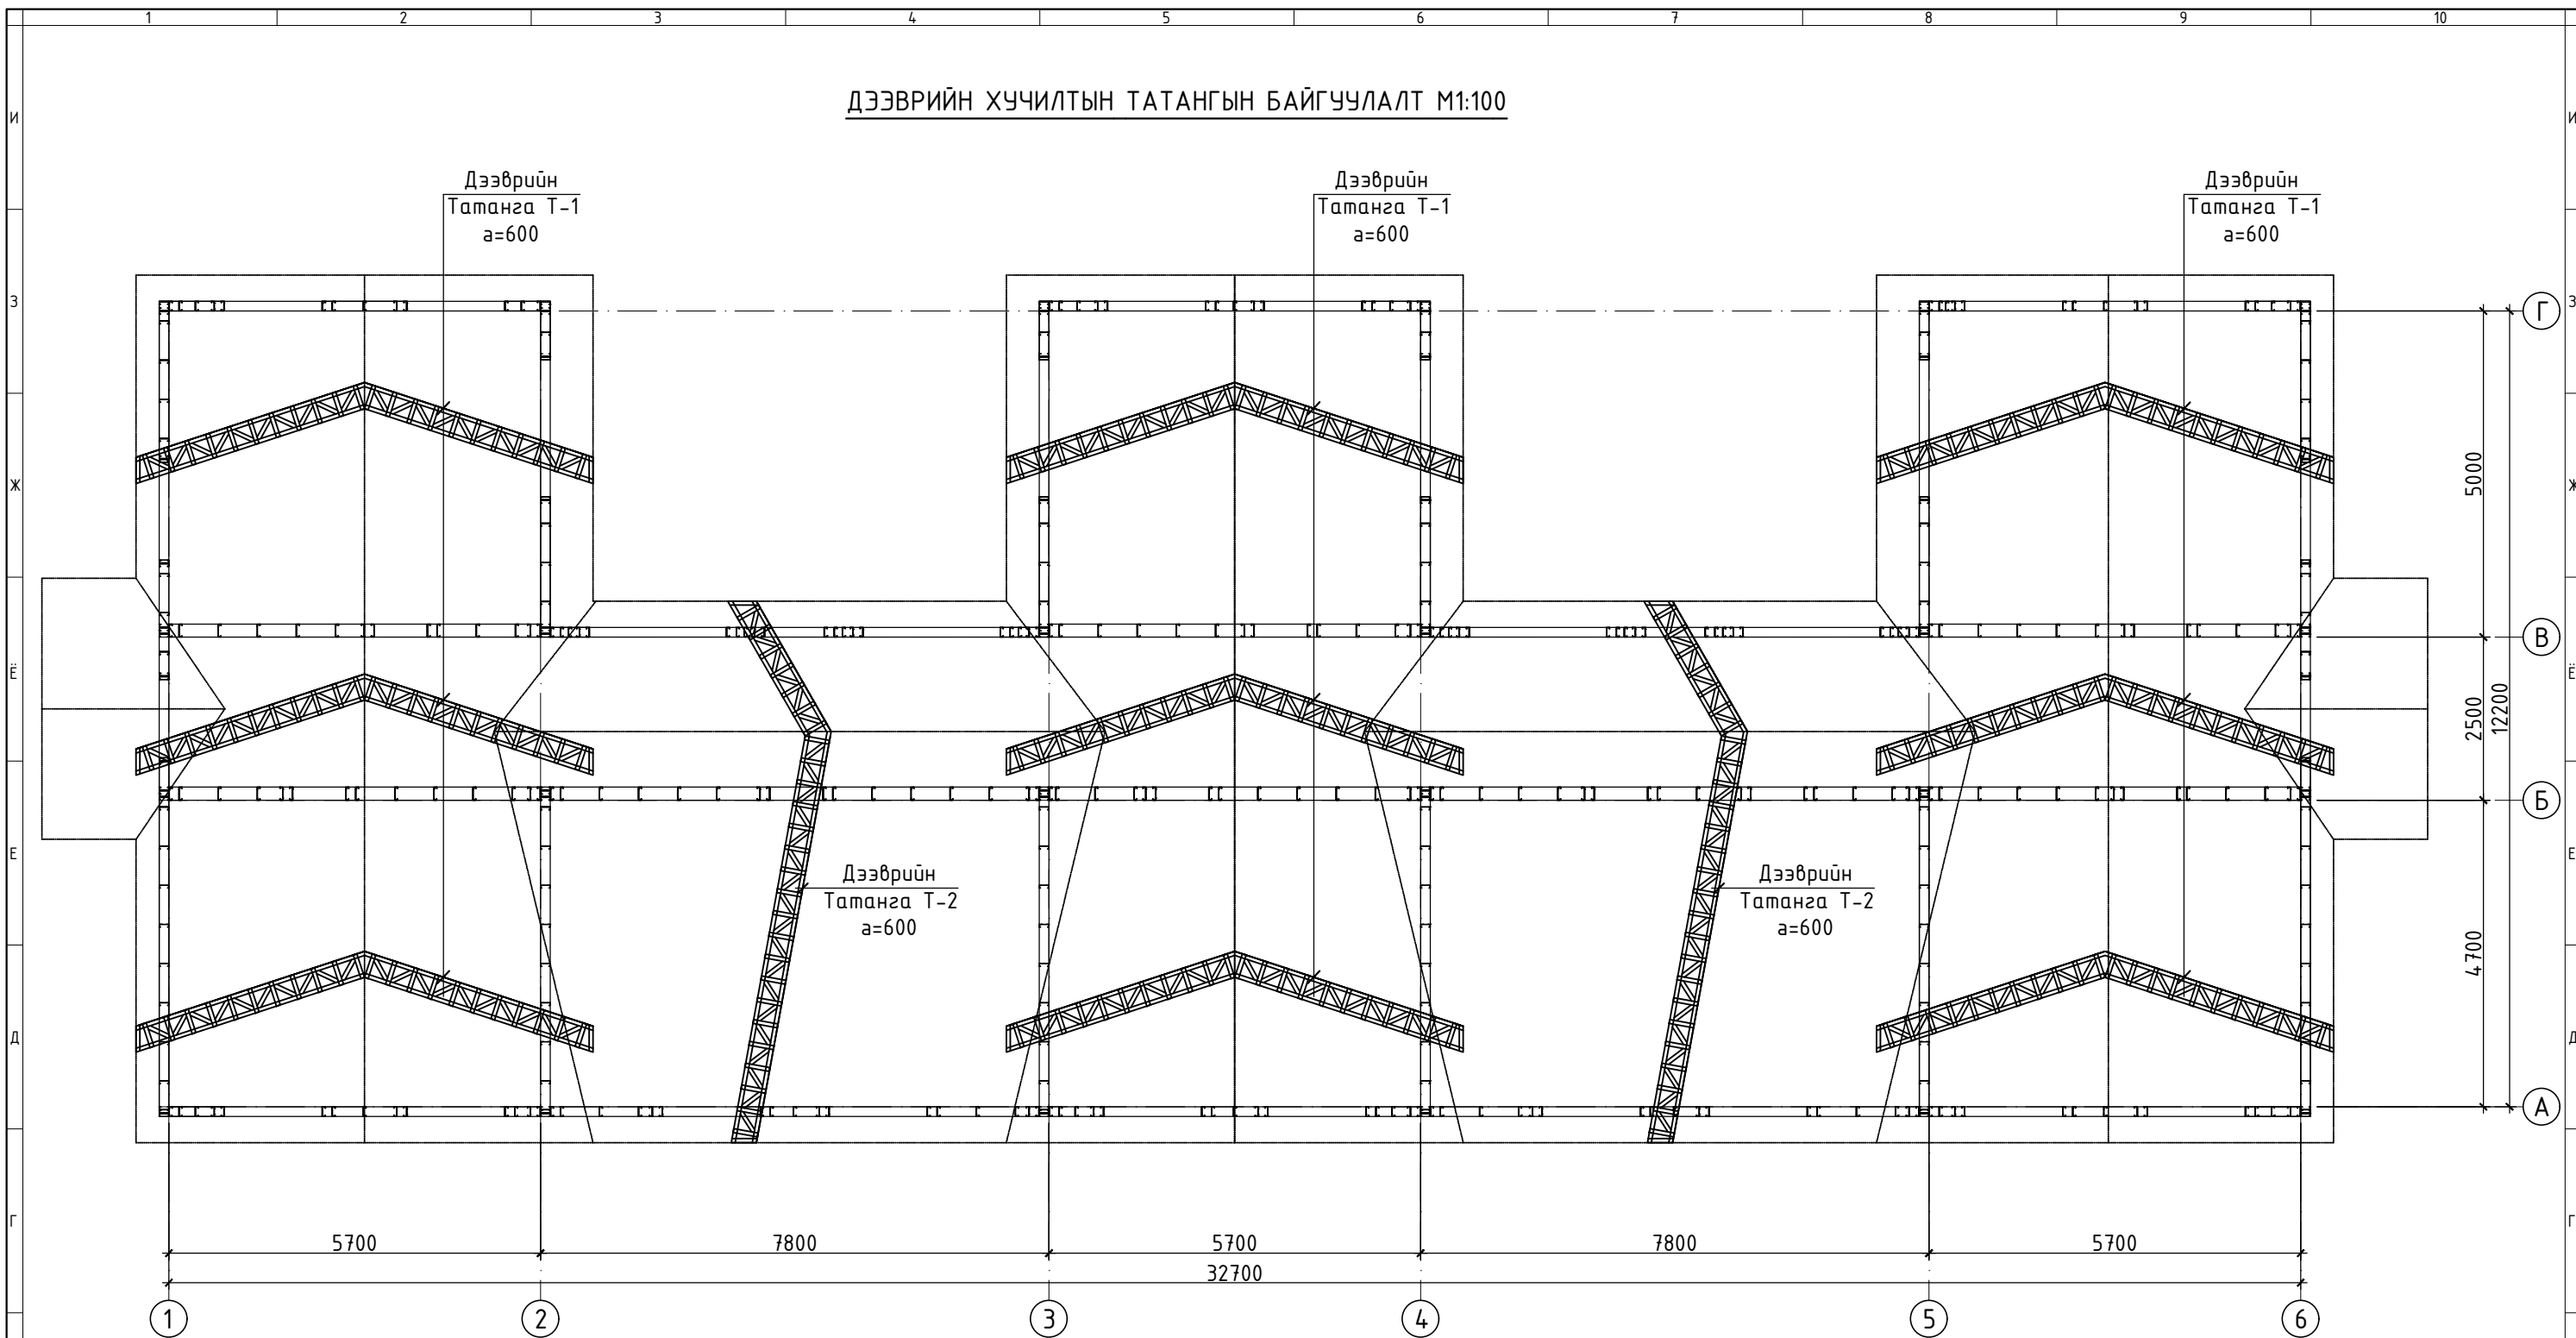 1 2 3 4 5 6 7 8 9 10
ДЭЭВРИЙН ХУЧИЛТЫН ТАТАНГЫН БАЙГУУЛАЛТ М1:100
И И
Дээврийн
Татанга Т-1
a=600
Дээврийн
Татанга Т-1
a=600
Дээврийн
Татанга Т-1
a=600
З З
Г
Ж Ж
5000
В
Ё Ё
2500
12200
Б
Е Е
Дээврийн
Татанга Т-2
a=600
Дээврийн
Татанга Т-2
a=600
4700
Д Д
А
Г Г
5700 7800 5700 7800 5700
32700
1 2 3 4 5 6